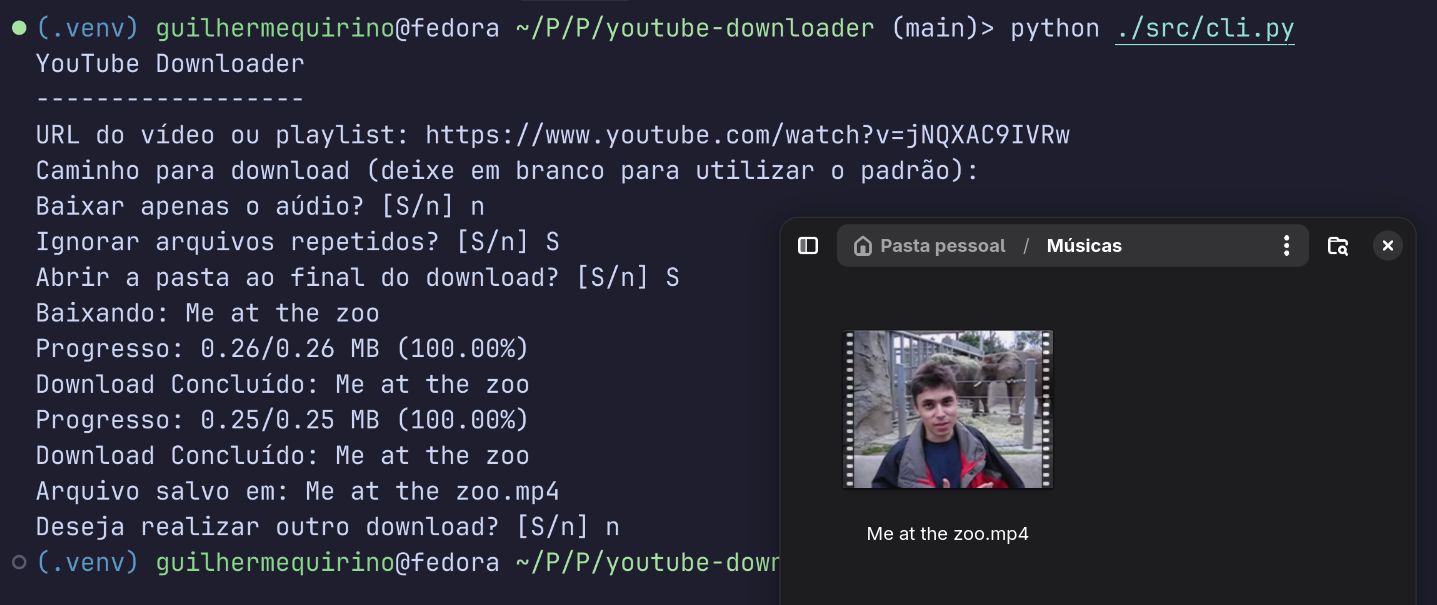 (.venv) guilhermequirino@fedora ~/P/P/youtube-downloader (main)> python ./src/cli.py
YouTube Downloader
------------------
URL do vídeo ou playlist: https://www.youtube.com/watch?v=jNQXAC9IVRw
Caminho para download (deixe em branco para utilizar o padrão):
Baixar apenas o aúdio? [S/n] n
Ignorar arquivos repetidos? [S/n] S
Abrir a pasta ao final do download? [S/n] S
Baixando: Me at the zoo
Progresso: 0.26/0.26 MB (100.00%)
Download Concluído: Me at the zoo
Progresso: 0.25/0.25 MB (100.00%)
Download Concluído: Me at the zoo
Arquivo salvo em: Me at the zoo.mp4
Deseja realizar outro download? [S/n] n
(.venv) guilhermequirino@fedora ~/P/P/youtube-down
Pasta pessoal / Músicas
Me at the zoo.mp4